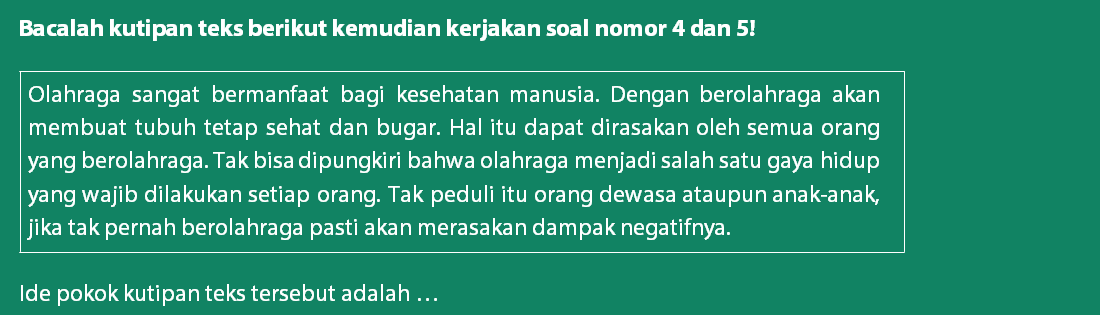 Bacalah kutipan teks berikut kemudian kerjakan soal nomor 4 dan 5!
Olahraga sangat bermanfaat bagi kesehatan manusia. Dengan berolahraga akan
membuat tubuh tetap sehat dan bugar. Hal itu dapat dirasakan oleh semua orang
yang berolahraga. Tak bisa dipungkiri bahwa olahraga menjadi salah satu gaya hidup
yang wajib dilakukan setiap orang. Tak peduli itu orang dewasa ataupun anak-anak,
jika tak pernah berolahraga pasti akan merasakan dampak negatifnya.
Ide pokok kutipan teks tersebut adalah ...